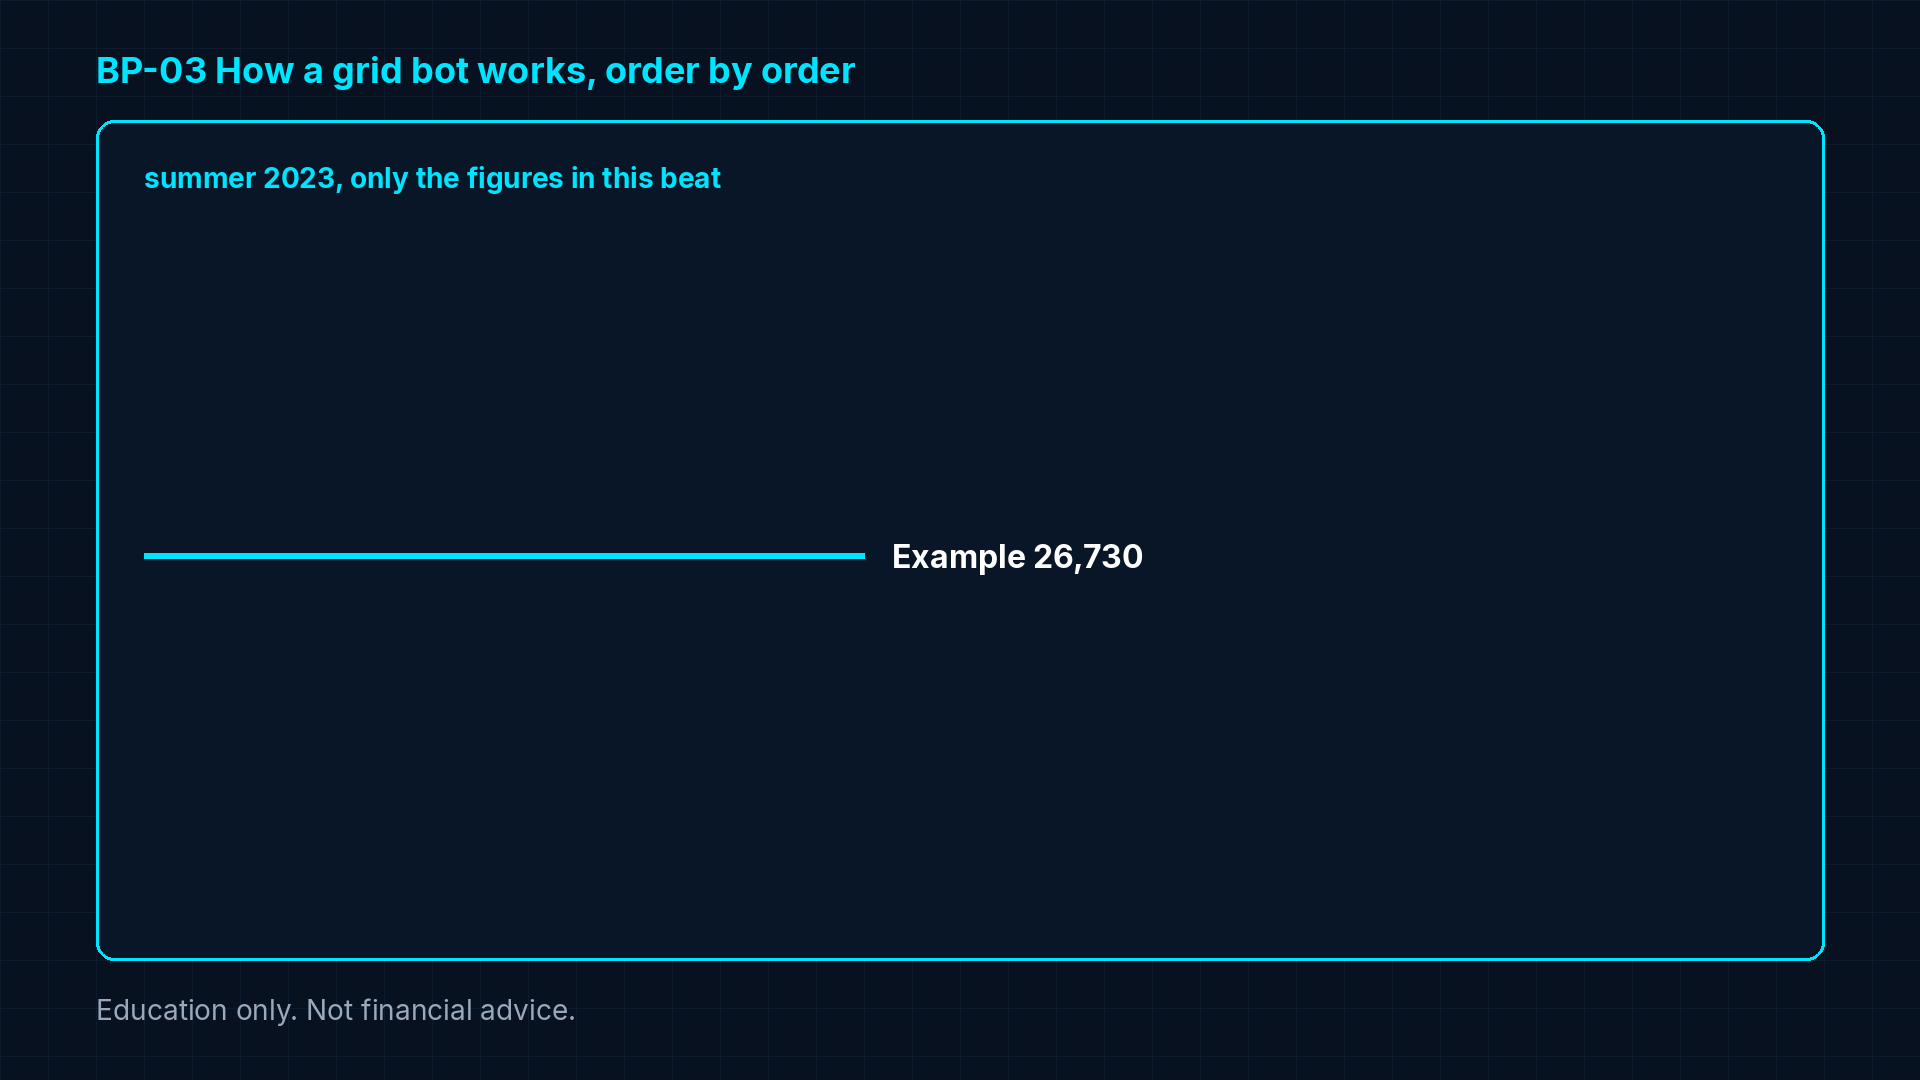 BP-03 How a grid bot works, order by order
summer 2023, only the figures in this beat
Example 26,730
Education only. Not financial advice.